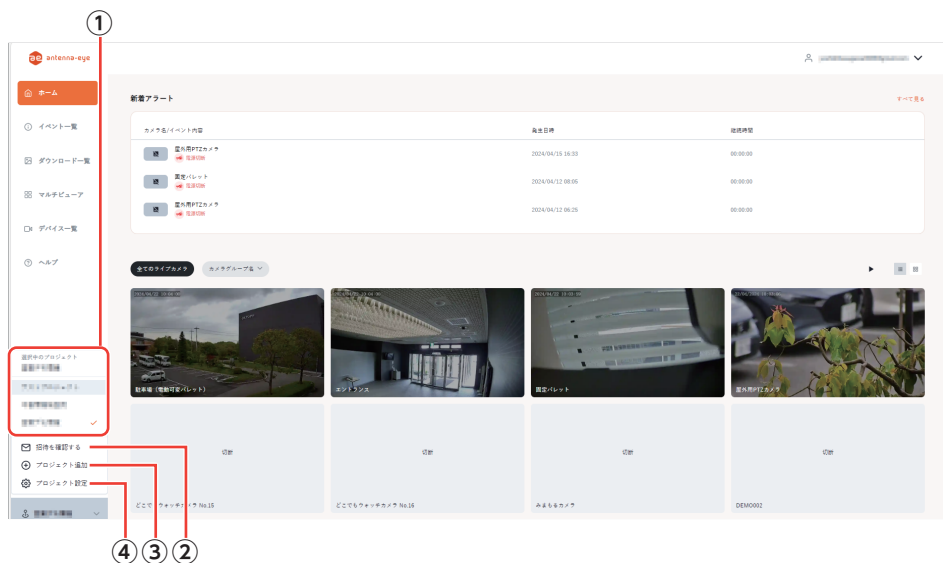 ①
ae antenna-eye
ホーム
新着アラート
すべて見る
イベント一覧
カメラ名/イベント内容 発生日時 継続時間
屋外用PTZカメラ
電源切断
2024/04/15 16:33 00:00:00
ダウンロード一覧
固定バレット
電源切断
2024/04/12 08:05 00:00:00
マルチビューア
屋外用PTZカメラ
電源切断
2024/04/12 06:25 00:00:00
デバイス一覧
ヘルプ
全てのライブカメラ カメラグループ名
駐車場（電動可変バレット） エントランス 固定バレット 屋外用PTZカメラ
選択中のプロジェクト
招待を確認する
プロジェクト追加
プロジェクト設定
切断 切断 切断 切断
どこでもウォッチカメラ No.15 どこでもウォッチカメラ No.16 みまもるカメラ DEMO002
④ ③ ②